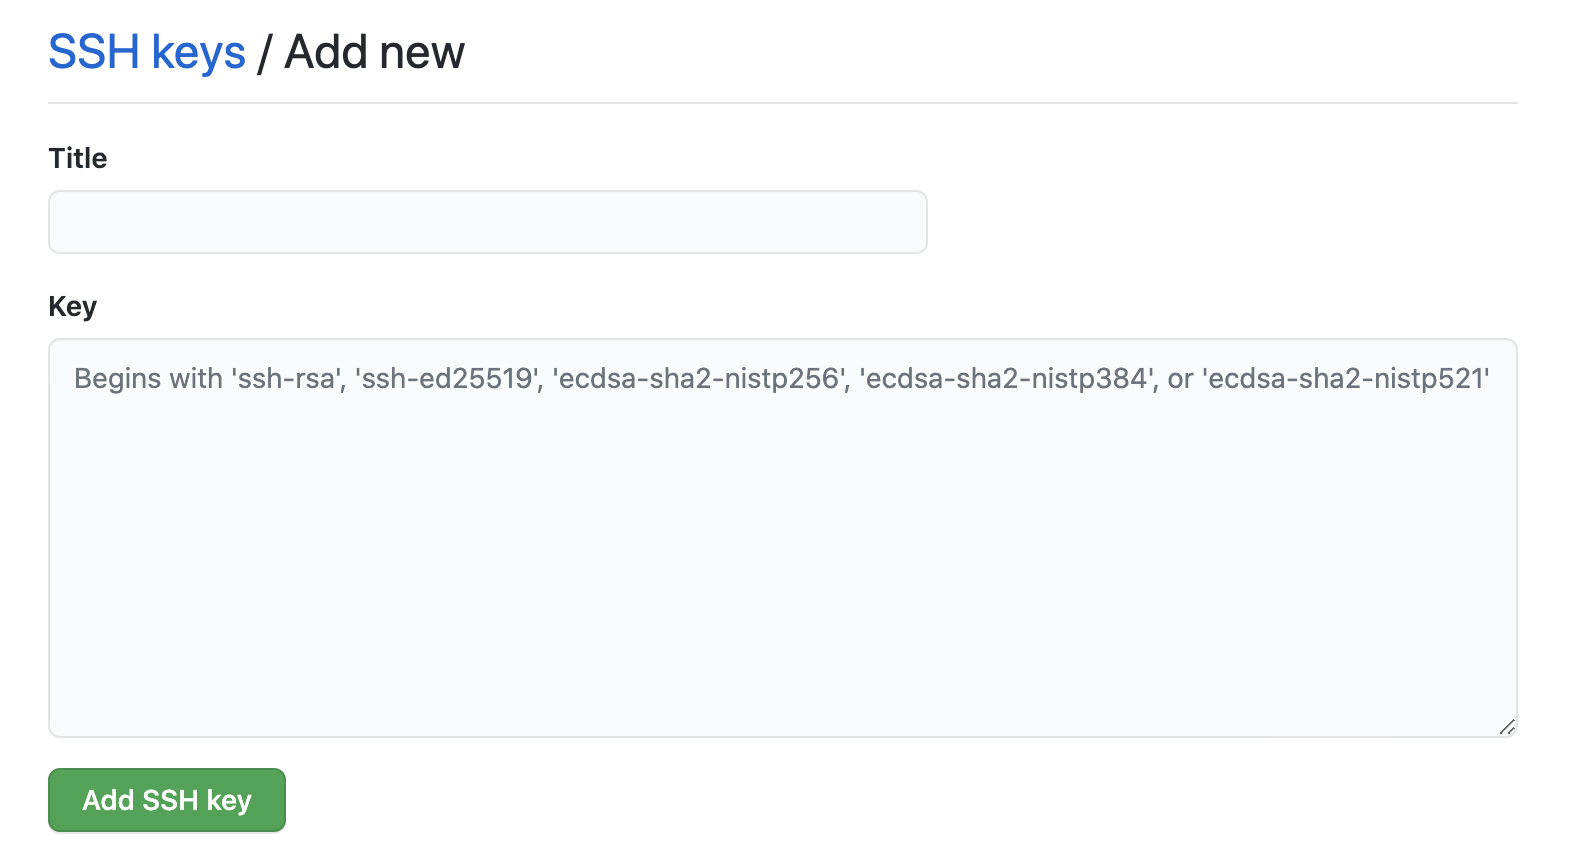 SSH keys / Add new
Title
Key
Begins with 'ssh-rsa', 'ssh-ed25519', 'ecdsa-sha2-nistp256', 'ecdsa-sha2-nistp384', or 'ecdsa-sha2-nistp521'
Add SSH key